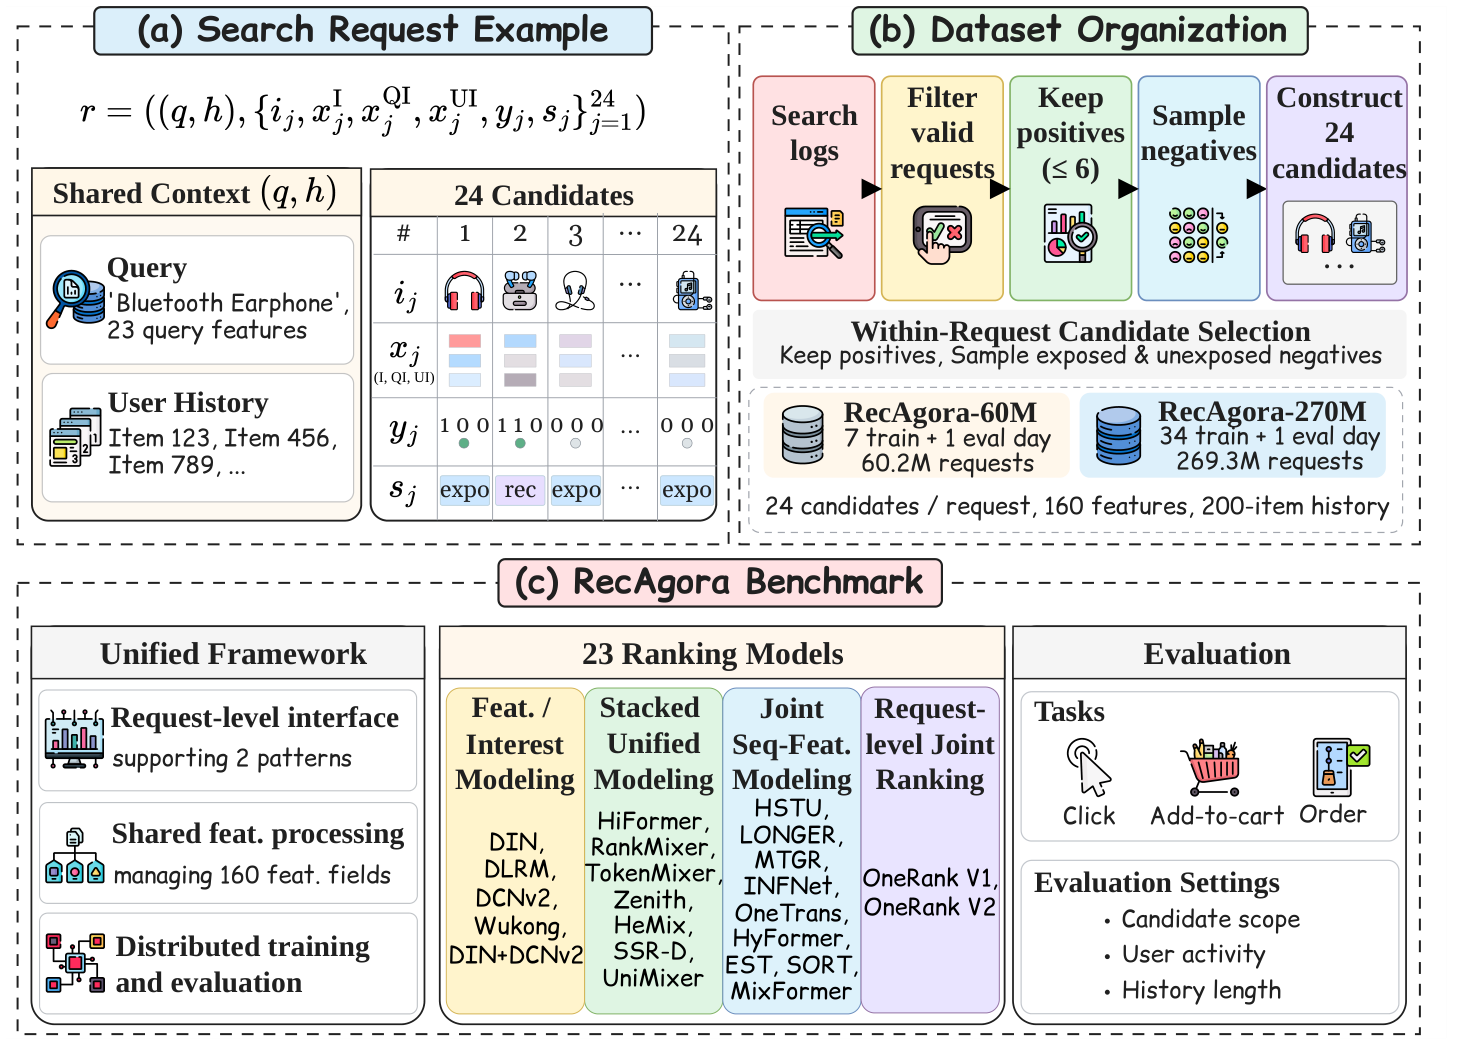 (a) Search Request Example
r = ((q, h), {i_j, x_j^I, x_j^QI, x_j^UI, y_j, s_j}_{j=1}^{24})
Shared Context (q, h)
Query
'Bluetooth Earphone',
23 query features
User History
Item 123, Item 456,
Item 789, ...
24 Candidates
# 1 2 3 ... 24
i_j ...
x_j ...
(I, QI, UI)
y_j 1 0 0 1 1 0 0 0 0 ... 0 0 0
s_j expo rec expo ... expo
(b) Dataset Organization
Search
logs
Filter
valid
requests
Keep
positives
(≤ 6)
Sample
negatives
Construct
24
candidates
...
Within-Request Candidate Selection
Keep positives, Sample exposed & unexposed negatives
RecAgora-60M
7 train + 1 eval day
60.2M requests
RecAgora-270M
34 train + 1 eval day
269.3M requests
24 candidates / request, 160 features, 200-item history
(c) RecAgora Benchmark
Unified Framework
Request-level interface
supporting 2 patterns
Shared feat. processing
managing 160 feat. fields
Distributed training
and evaluation
23 Ranking Models
Feat. /
Interest
Modeling
DIN,
DLRM,
DCNv2,
Wukong,
DIN+DCNv2
Stacked
Unified
Modeling
HiFormer,
RankMixer,
TokenMixer,
Zenith,
HeMix,
SSR-D,
UniMixer
Joint
Seq-Feat.
Modeling
HSTU,
LONGER,
MTGR,
INFNet,
OneTrans,
HyFormer,
EST, SORT,
MixFormer
Request-
level Joint
Ranking
OneRank V1,
OneRank V2
Evaluation
Tasks
Click
Add-to-cart
Order
Evaluation Settings
• Candidate scope
• User activity
• History length